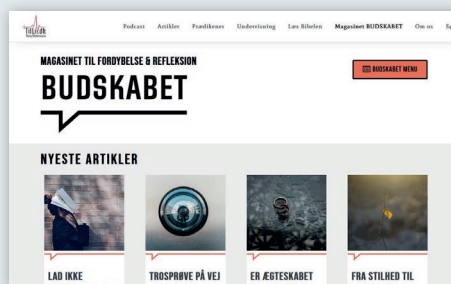 Podcast Artikler Prædikener Undervisning Læs Bibelen Magasinet BUDSKABET Om os
MAGASINET TIL FORDYBELSE & REFLEKSION
BUDSKABET
BUDSKABET MENU
NYESTE ARTIKLER
LAD IKKE
TROSPRØVE PÅ VEJ
ER ÆGTESKABET
FRA STILHED TIL